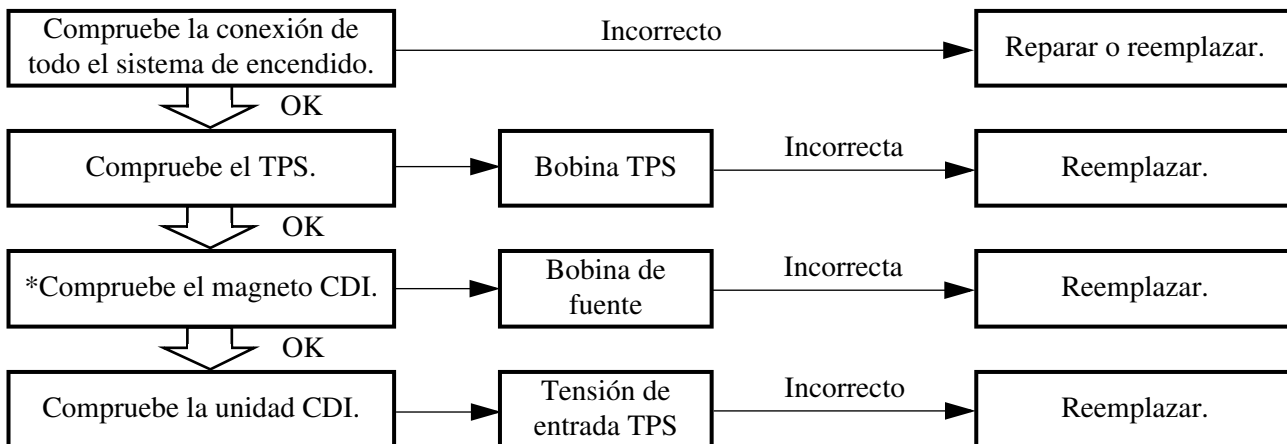 Compruebe la conexión de
todo el sistema de encendido.
Incorrecto
Reparar o reemplazar.
OK
Compruebe el TPS.
Bobina TPS
Incorrecta
Reemplazar.
OK
*Compruebe el magneto CDI.
Bobina de
fuente
Incorrecta
Reemplazar.
OK
Compruebe la unidad CDI.
Tensión de
entrada TPS
Incorrecto
Reemplazar.